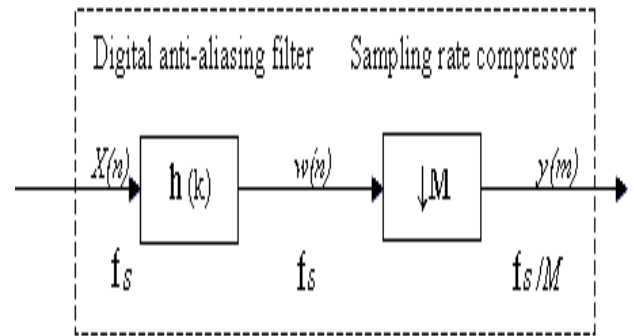 Digital anti-aliasing filter Sampling rate compressor
X(n) h(k) w(n) ↓M y(m)
fs fs fs/M